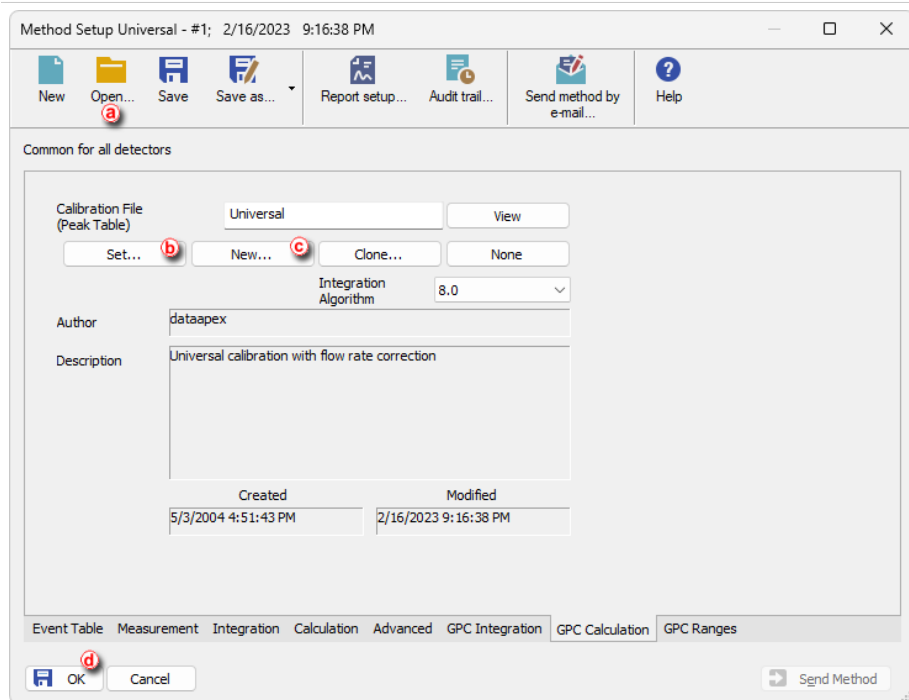 Method Setup Universal - #1; 2/16/2023 9:16:38 PM
New Open... Save Save as... Report setup... Audit trail... Send method by e-mail... Help
a
Common for all detectors
Calibration File
(Peak Table)
Universal
View
Set... b New... c Clone... None
Integration
Algorithm
8.0
Author
dataapex
Description
Universal calibration with flow rate correction
Created Modified
5/3/2004 4:51:43 PM 2/16/2023 9:16:38 PM
Event Table Measurement Integration Calculation Advanced GPC Integration GPC Calculation GPC Ranges
d
OK Cancel Send Method